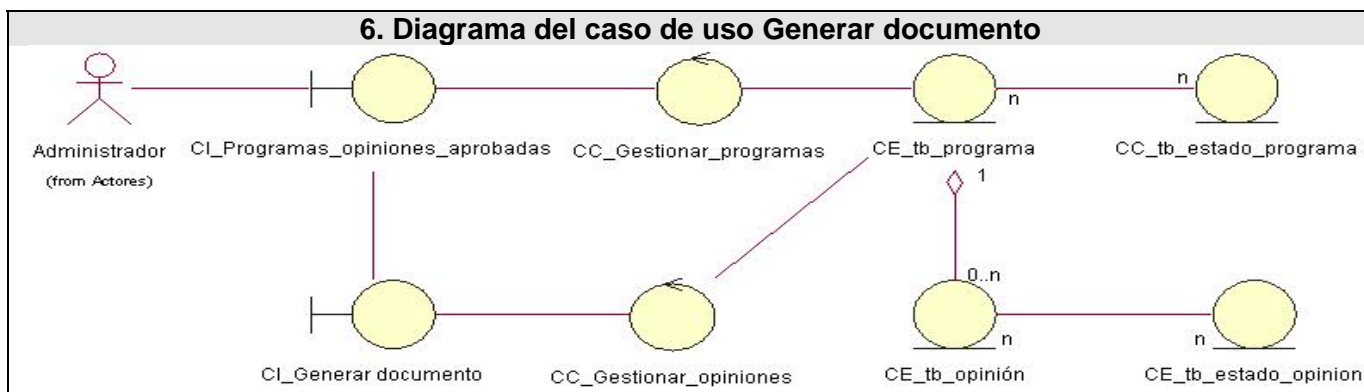 6. Diagrama del caso de uso Generar documento
n
n
Administrador
(from Actores)
CI_Programas_opiniones_aprobadas
CC_Gestionar_programas
CE_tb_programa
CC_tb_estado_programa
1
0..n
n
n
CI_Generar documento
CC_Gestionar_opiniones
CE_tb_opinión
CE_tb_estado_opinion